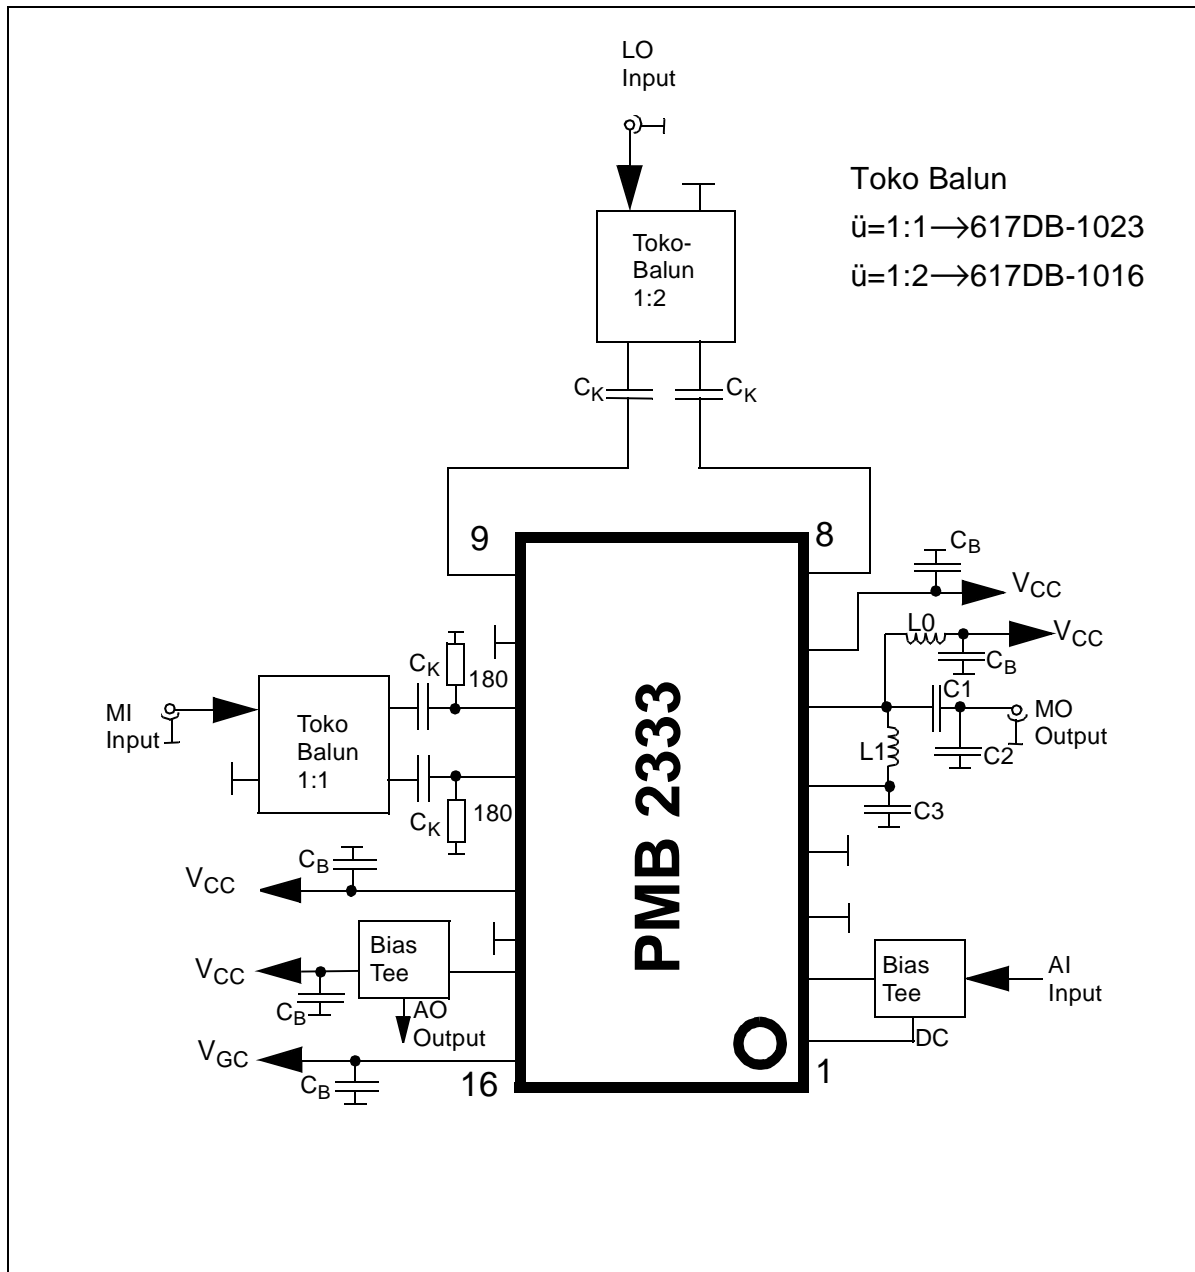 LO
Input
Toko Balun
ü=1:1→617DB-1023
ü=1:2→617DB-1016
Toko-
Balun
1:2
CK
CK
9
8
CB
VCC
L0
VCC
CB
CK
180
C1
MI
Input
Toko
Balun
1:1
MO
Output
L1
C2
CK
180
C3
PMB 2333
CB
VCC
Bias
Tee
VCC
CB
AO
Output
Bias
Tee
AI
Input
DC
VGC
CB
16
1